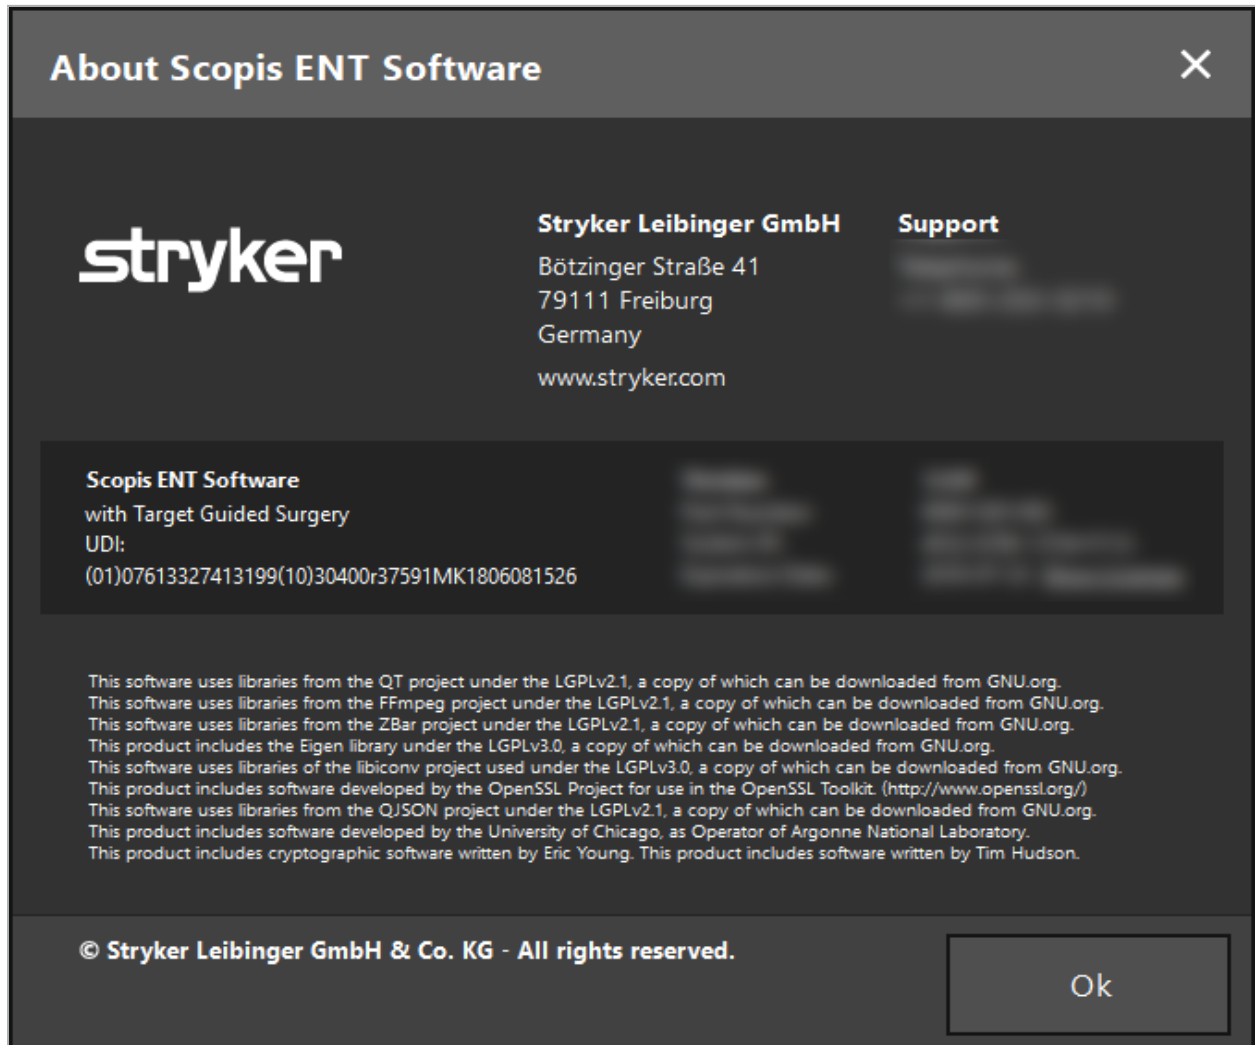 About Scopis ENT Software
stryker
Stryker Leibinger GmbH
Bötzinger Straße 41
79111 Freiburg
Germany
www.stryker.com
Support
Scopis ENT Software
with Target Guided Surgery
UDI:
(01)07613327413199(10)30400r37591MK1806081526
This software uses libraries from the QT project under the LGPLv2.1, a copy of which can be downloaded from GNU.org.
This software uses libraries from the FFmpeg project under the LGPLv2.1, a copy of which can be downloaded from GNU.org.
This software uses libraries from the ZBar project under the LGPLv2.1, a copy of which can be downloaded from GNU.org.
This product includes the Eigen library under the LGPLv3.0, a copy of which can be downloaded from GNU.org.
This software uses libraries of the libiconv project used under the LGPLv3.0, a copy of which can be downloaded from GNU.org.
This product includes software developed by the OpenSSL Project for use in the OpenSSL Toolkit. (http://www.openssl.org/)
This software uses libraries from the QJSON project under the LGPLv2.1, a copy of which can be downloaded from GNU.org.
This product includes software developed by the University of Chicago, as Operator of Argonne National Laboratory.
This product includes cryptographic software written by Eric Young. This product includes software written by Tim Hudson.
© Stryker Leibinger GmbH & Co. KG - All rights reserved.
Ok